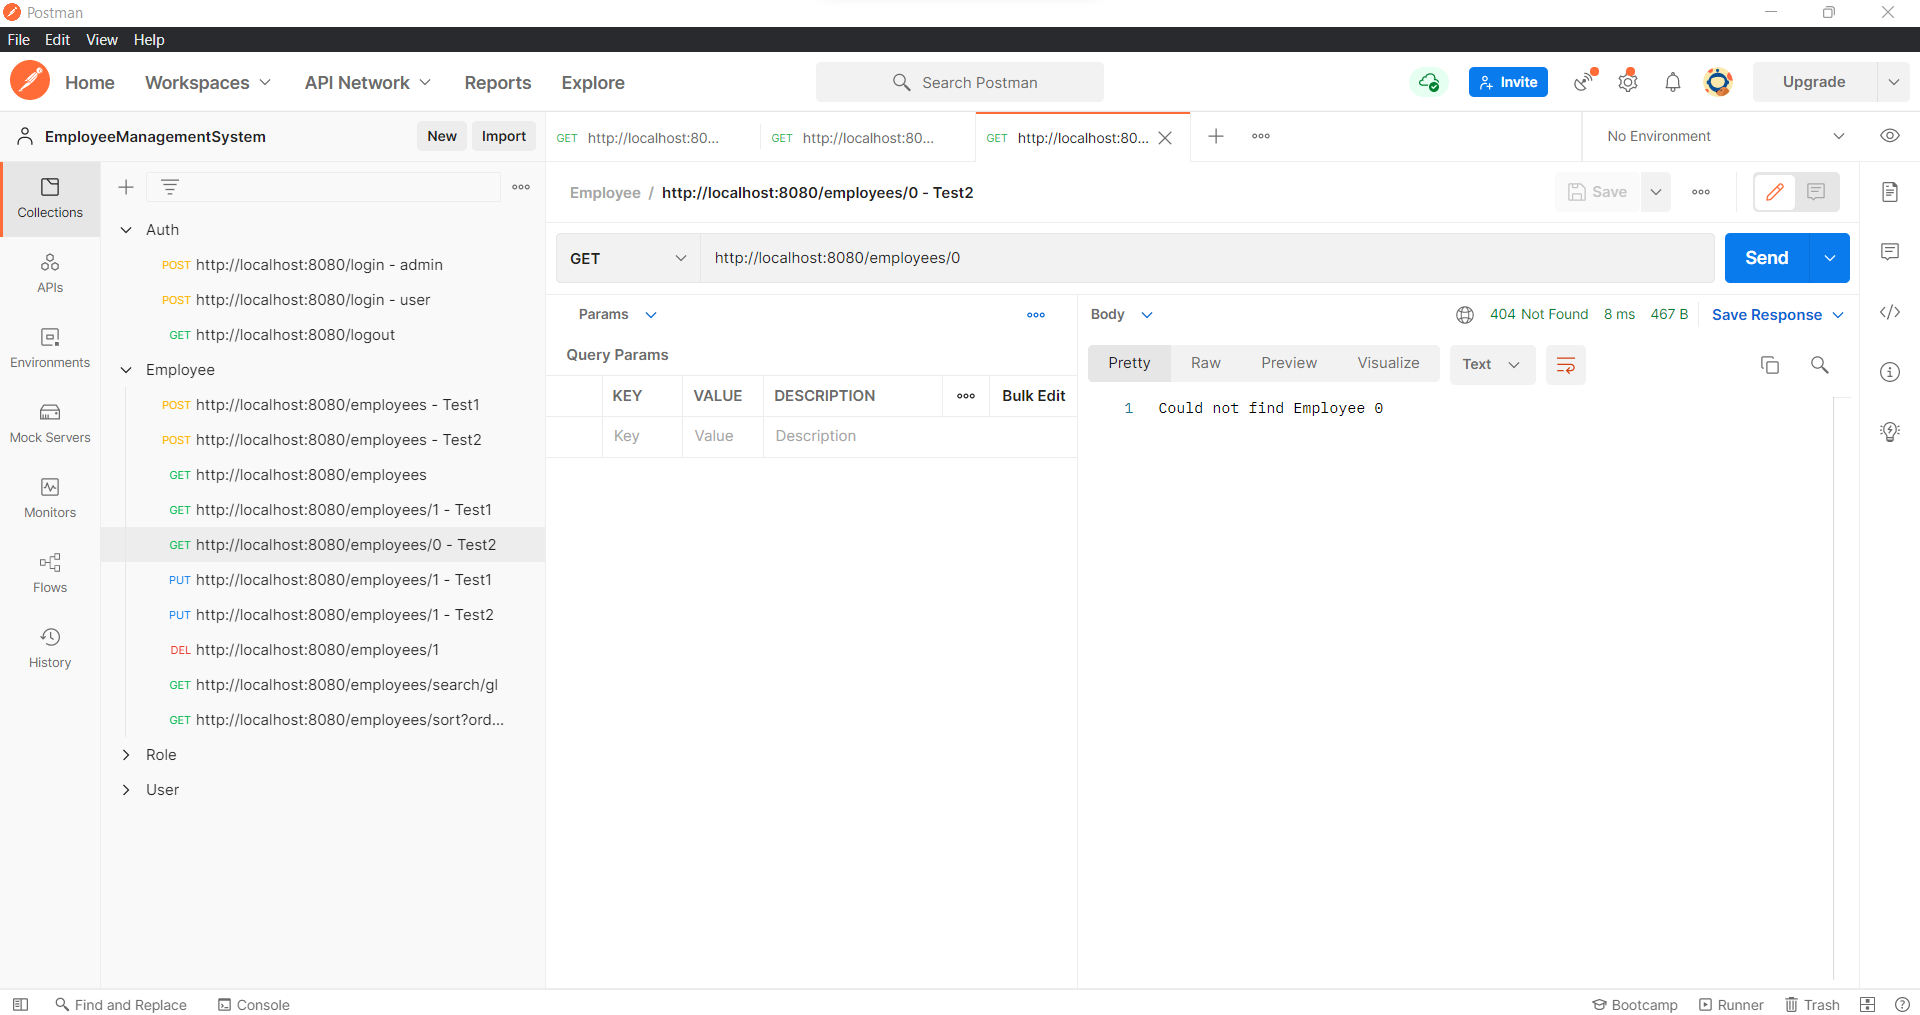 Postman
File Edit View Help
Home Workspaces API Network Reports Explore Search Postman Invite Upgrade
EmployeeManagementSystem New Import
GET http://localhost:80... GET http://localhost:80... GET http://localhost:80... No Environment
Collections
APIs
Environments
Mock Servers
Monitors
Flows
History
Auth
POST http://localhost:8080/login - admin
POST http://localhost:8080/login - user
GET http://localhost:8080/logout
Employee
POST http://localhost:8080/employees - Test1
POST http://localhost:8080/employees - Test2
GET http://localhost:8080/employees
GET http://localhost:8080/employees/1 - Test1
GET http://localhost:8080/employees/0 - Test2
PUT http://localhost:8080/employees/1 - Test1
PUT http://localhost:8080/employees/1 - Test2
DEL http://localhost:8080/employees/1
GET http://localhost:8080/employees/search/gl
GET http://localhost:8080/employees/sort?ord...
Role
User
Employee / http://localhost:8080/employees/0 - Test2 Save
GET http://localhost:8080/employees/0 Send
Params
Query Params
KEY VALUE DESCRIPTION Bulk Edit
Key Value Description
Body 404 Not Found 8 ms 467 B Save Response
Pretty Raw Preview Visualize Text
1 Could not find Employee 0
Find and Replace Console Bootcamp Runner Trash